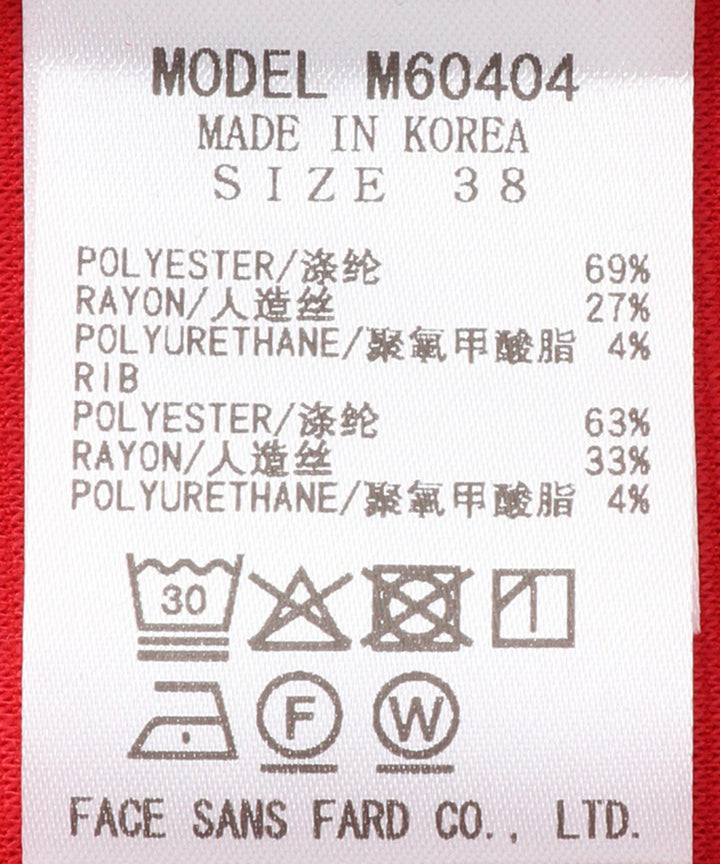 MODEL M60404
MADE IN KOREA
SIZE 38
POLYESTER/涤纶 69%
RAYON/人造丝 27%
POLYURETHANE/聚氨甲酸脂 4%
RIB
POLYESTER/涤纶 63%
RAYON/人造丝 33%
POLYURETHANE/聚氨甲酸脂 4%
30
F W
FACE SANS FARD CO., LTD.